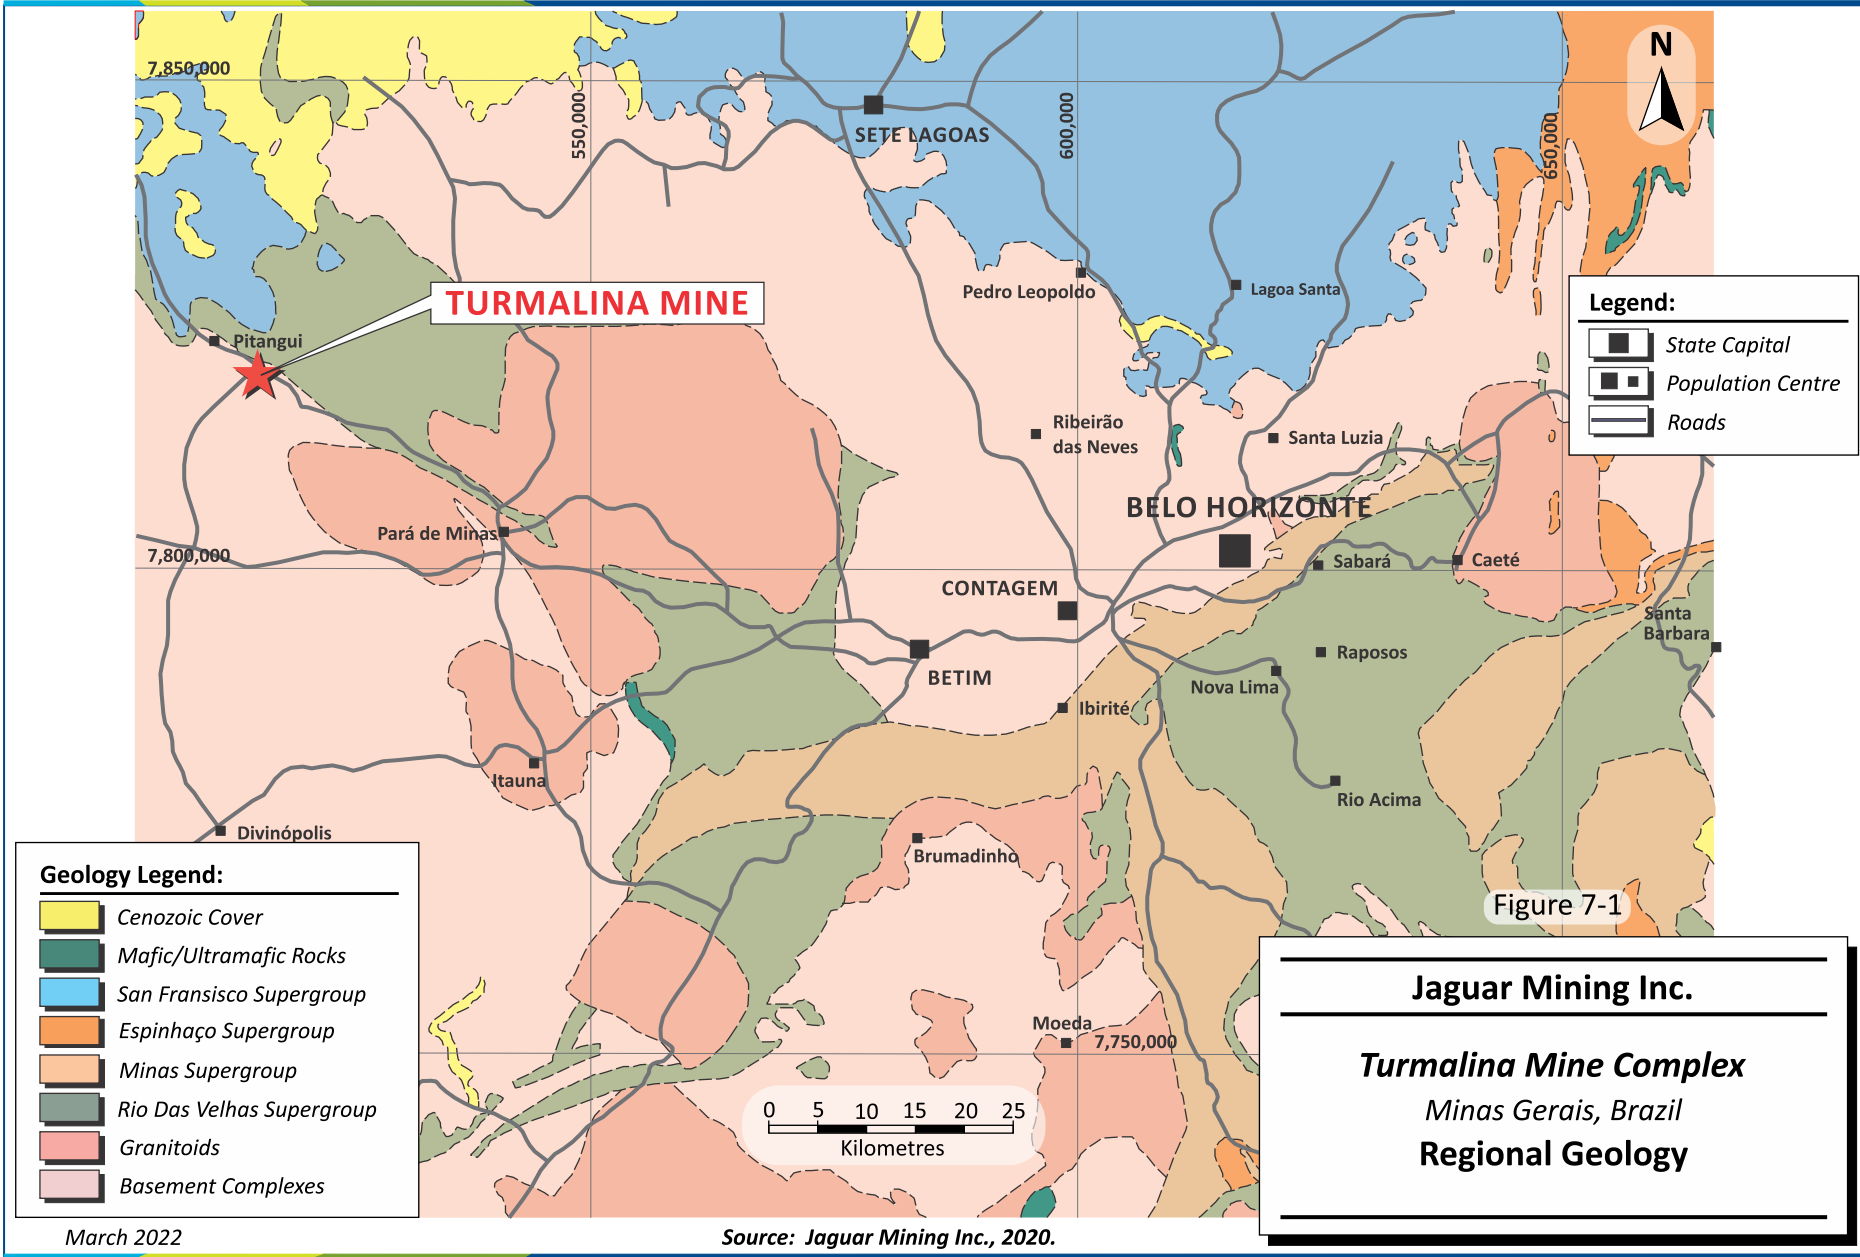 7,850,000
550,000
600,000
650,000
N
SETE LAGOAS
Pedro Leopoldo
Lagoa Santa
TURMALINA MINE
Pitangui
Legend:
State Capital
Population Centre
Roads
Ribeirão
das Neves
Santa Luzia
BELO HORIZONTE
Pará de Minas
7,800,000
Sabará
Caeté
CONTAGEM
Santa
Barbara
Raposos
BETIM
Nova Lima
Ibirité
Itauna
Rio Acima
Divinópolis
Brumadinho
Geology Legend:
Cenozoic Cover
Mafic/Ultramafic Rocks
San Fransisco Supergroup
Espinhaço Supergroup
Minas Supergroup
Rio Das Velhas Supergroup
Granitoids
Basement Complexes
Moeda
7,750,000
0 5 10 15 20 25
Kilometres
Figure 7-1
Jaguar Mining Inc.
Turmalina Mine Complex
Minas Gerais, Brazil
Regional Geology
March 2022
Source: Jaguar Mining Inc., 2020.